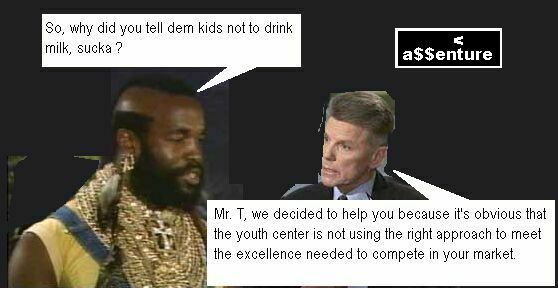 So, why did you tell dem kids not to drink
milk, sucka ?
<
a$$enture
Mr. T, we decided to help you because it's obvious that
the youth center is not using the right approach to meet
the excellence needed to compete in your market.